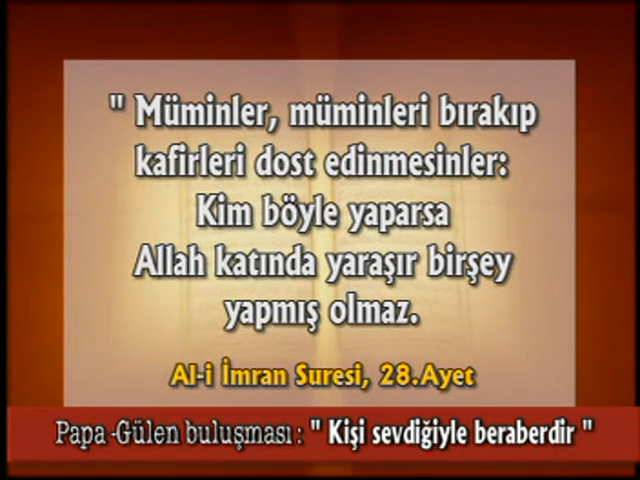 " Müminler, müminleri bırakıp
kafirleri dost edinmesinler:
Kim böyle yaparsa
Allah katında yaraşır birşey
yapmış olmaz.
Al-i İmran Suresi, 28.Ayet
Papa -Gülen buluşması : " Kişi sevdiğiyle beraberdir "